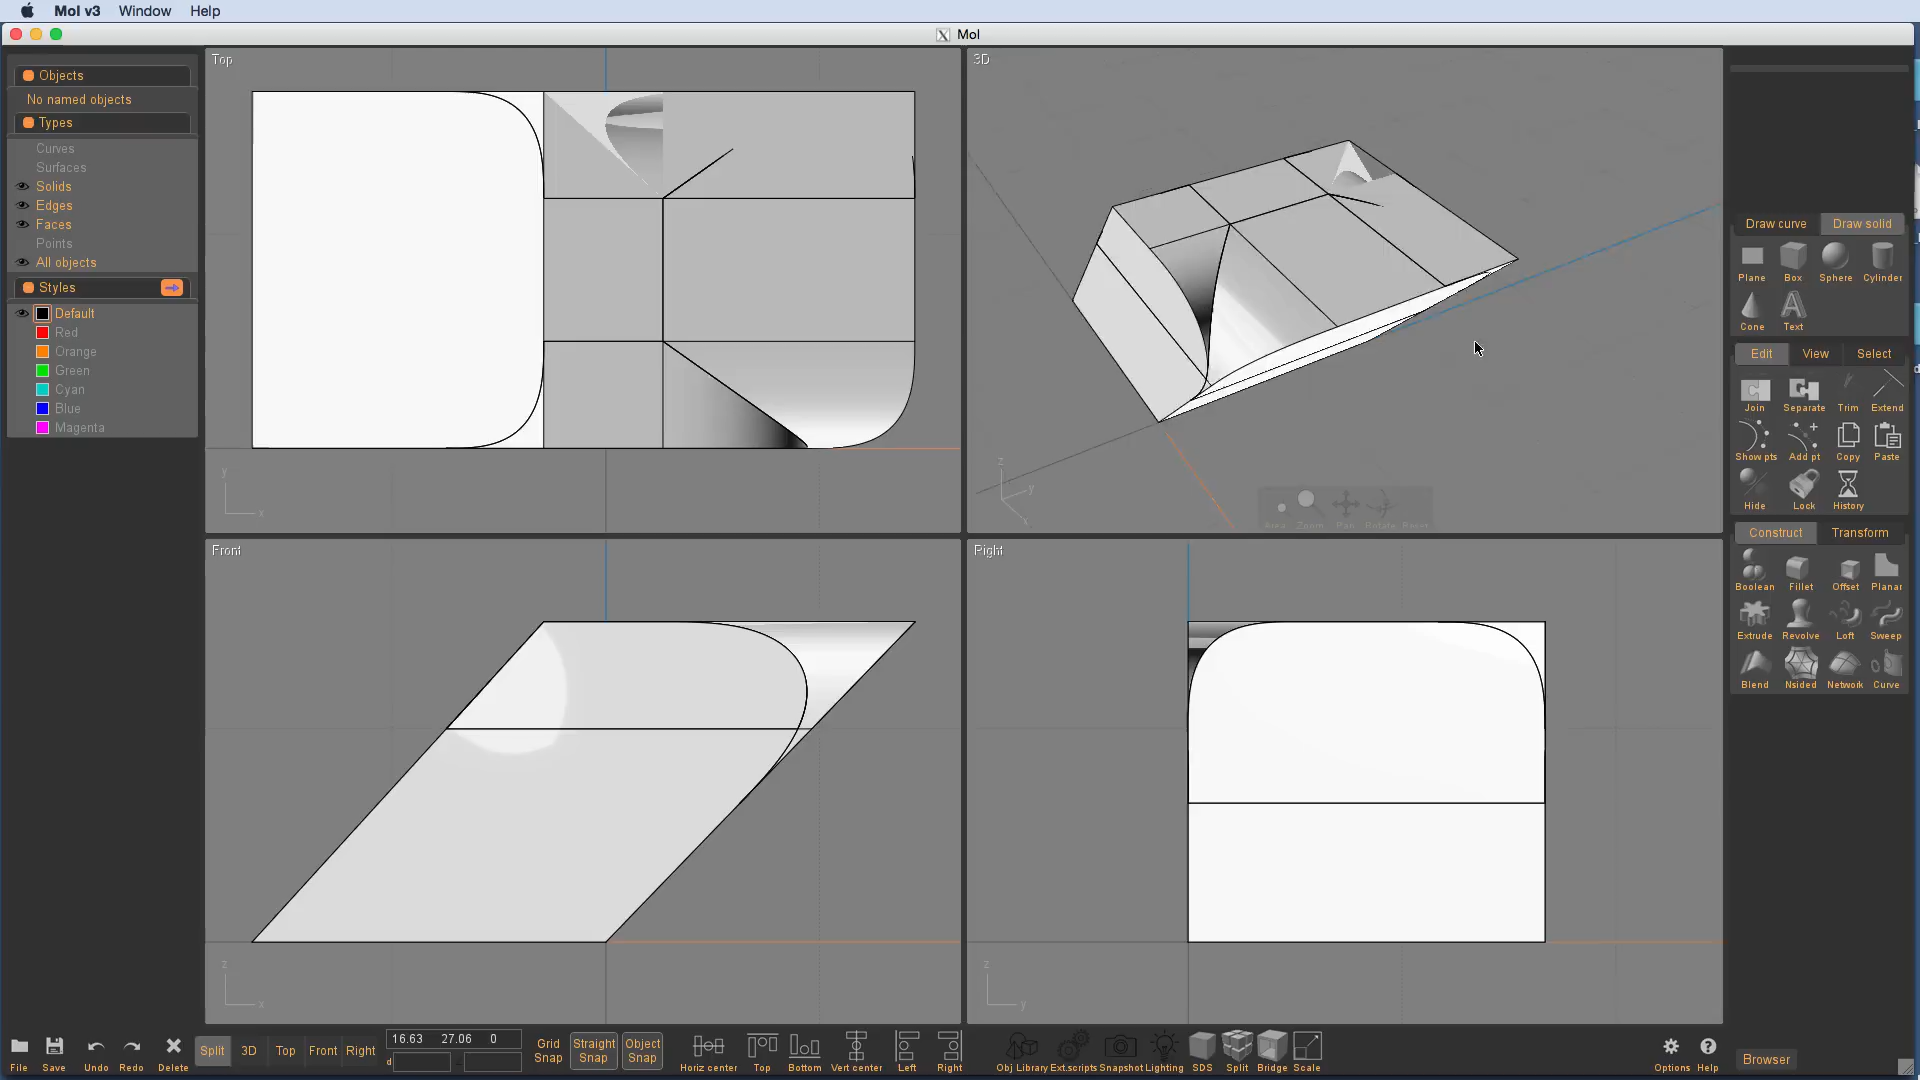 MoI v3 Window Help
MoI
Objects
No named objects
Types
Curves
Surfaces
Solids
Edges
Faces
Points
All objects
Styles
Default
Red
Orange
Green
Cyan
Blue
Magenta
Top
y
x
3D
z
y
x
Area Zoom Pan Rotate Reset
Front
z
x
Right
z
y
Draw curve Draw solid
Plane Box Sphere Cylinder
Cone Text
Edit View Select
Join Separate Trim Extend
Show pts Add pt Copy Paste
Hide Lock History
Construct Transform
Boolean Fillet Offset Planar
Extrude Revolve Loft Sweep
Blend Nsided Network Curve
File Save Undo Redo Delete
Split 3D Top Front Right
16.63 27.06 0
d
Grid Snap
Straight Snap
Object Snap
Horiz center Top Bottom Vert center Left Right
Obj Library Ext.scripts Snapshot Lighting SDS Split Bridge Scale
Options Help
Browser